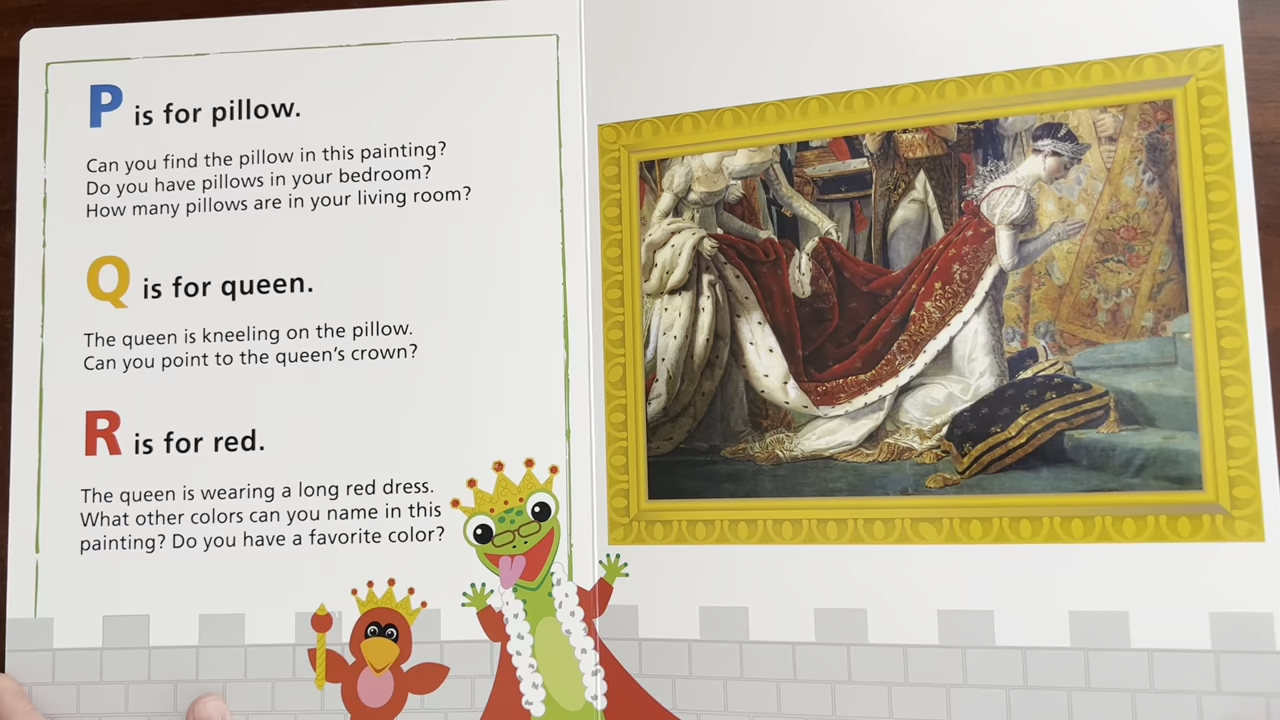 P is for pillow.
Can you find the pillow in this painting?
Do you have pillows in your bedroom?
How many pillows are in your living room?
Q is for queen.
The queen is kneeling on the pillow.
Can you point to the queen's crown?
R is for red.
The queen is wearing a long red dress.
What other colors can you name in this
painting? Do you have a favorite color?